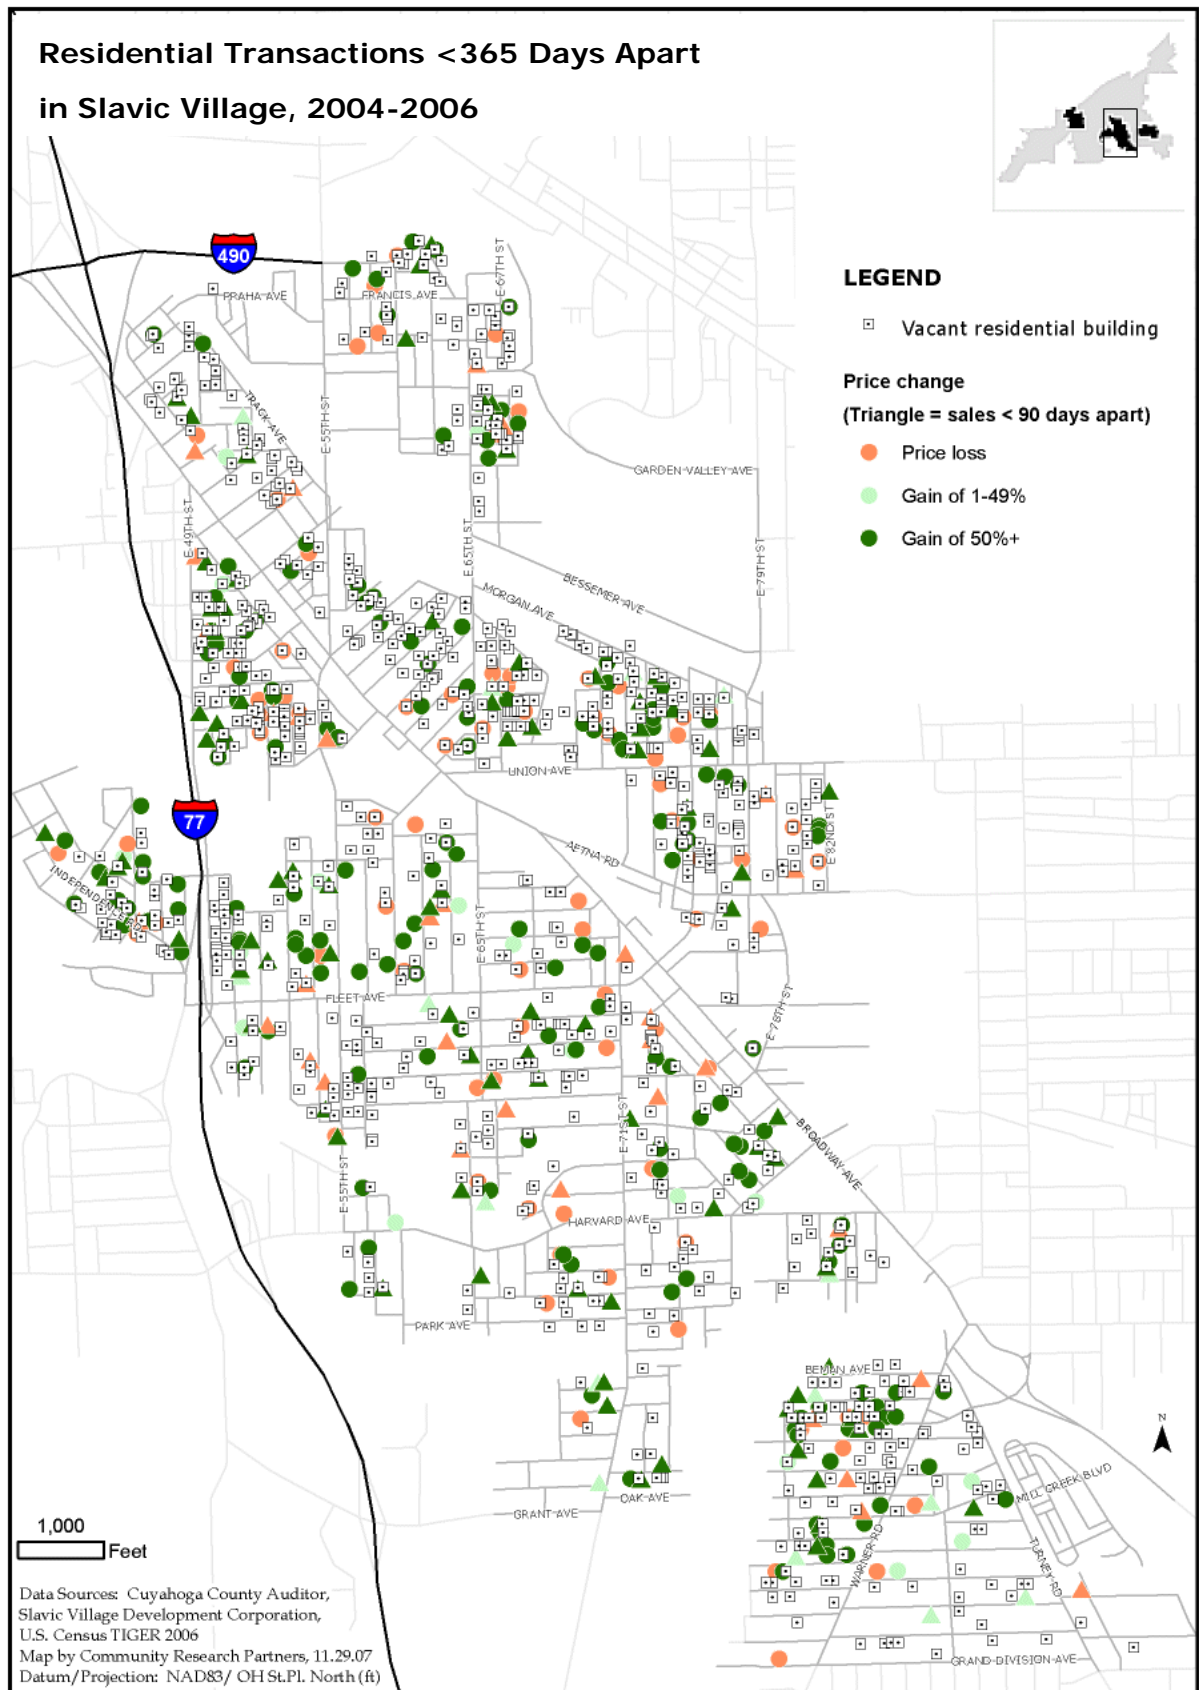 Residential Transactions <365 Days Apart
in Slavic Village, 2004-2006
490
PRAHA AVE
FRANCIS AVE
E 67TH ST
LEGEND
Vacant residential building
Price change
(Triangle = sales < 90 days apart)
Price loss
Gain of 1-49%
Gain of 50%+
TRACK AVE
E 55TH ST
GARDEN VALLEY AVE
E 49TH ST
E 65TH ST
E 79TH ST
BESSEMER AVE
MORGAN AVE
UNION AVE
77
AETNA RD
E 82ND ST
INDEPENDENCE RD
E 65TH ST
FLEET AVE
E 78TH ST
E 71ST ST
BROADWAY AVE
E 55TH ST
HARVARD AVE
PARK AVE
BEMAN AVE
N
MILL CREEK BLVD
OAK AVE
GRANT AVE
WARNER RD
TURNEY RD
GRAND DIVISION AVE
1,000
Feet
Data Sources: Cuyahoga County Auditor,
Slavic Village Development Corporation,
U.S. Census TIGER 2006
Map by Community Research Partners, 11.29.07
Datum/Projection: NAD83/ OH St.Pl. North (ft)